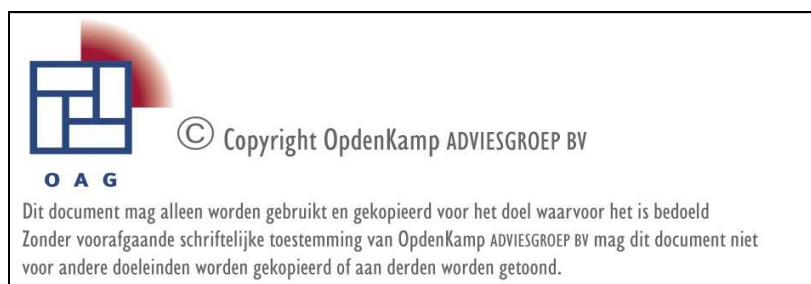 © Copyright OpdenKamp ADVIESGROEP BV
OAG
Dit document mag alleen worden gebruikt en gekopieerd voor het doel waarvoor het is bedoeld
Zonder voorafgaande schriftelijke toestemming van OpdenKamp ADVIESGROEP BV mag dit document niet
voor andere doeleinden worden gekopieerd of aan derden worden getoond.